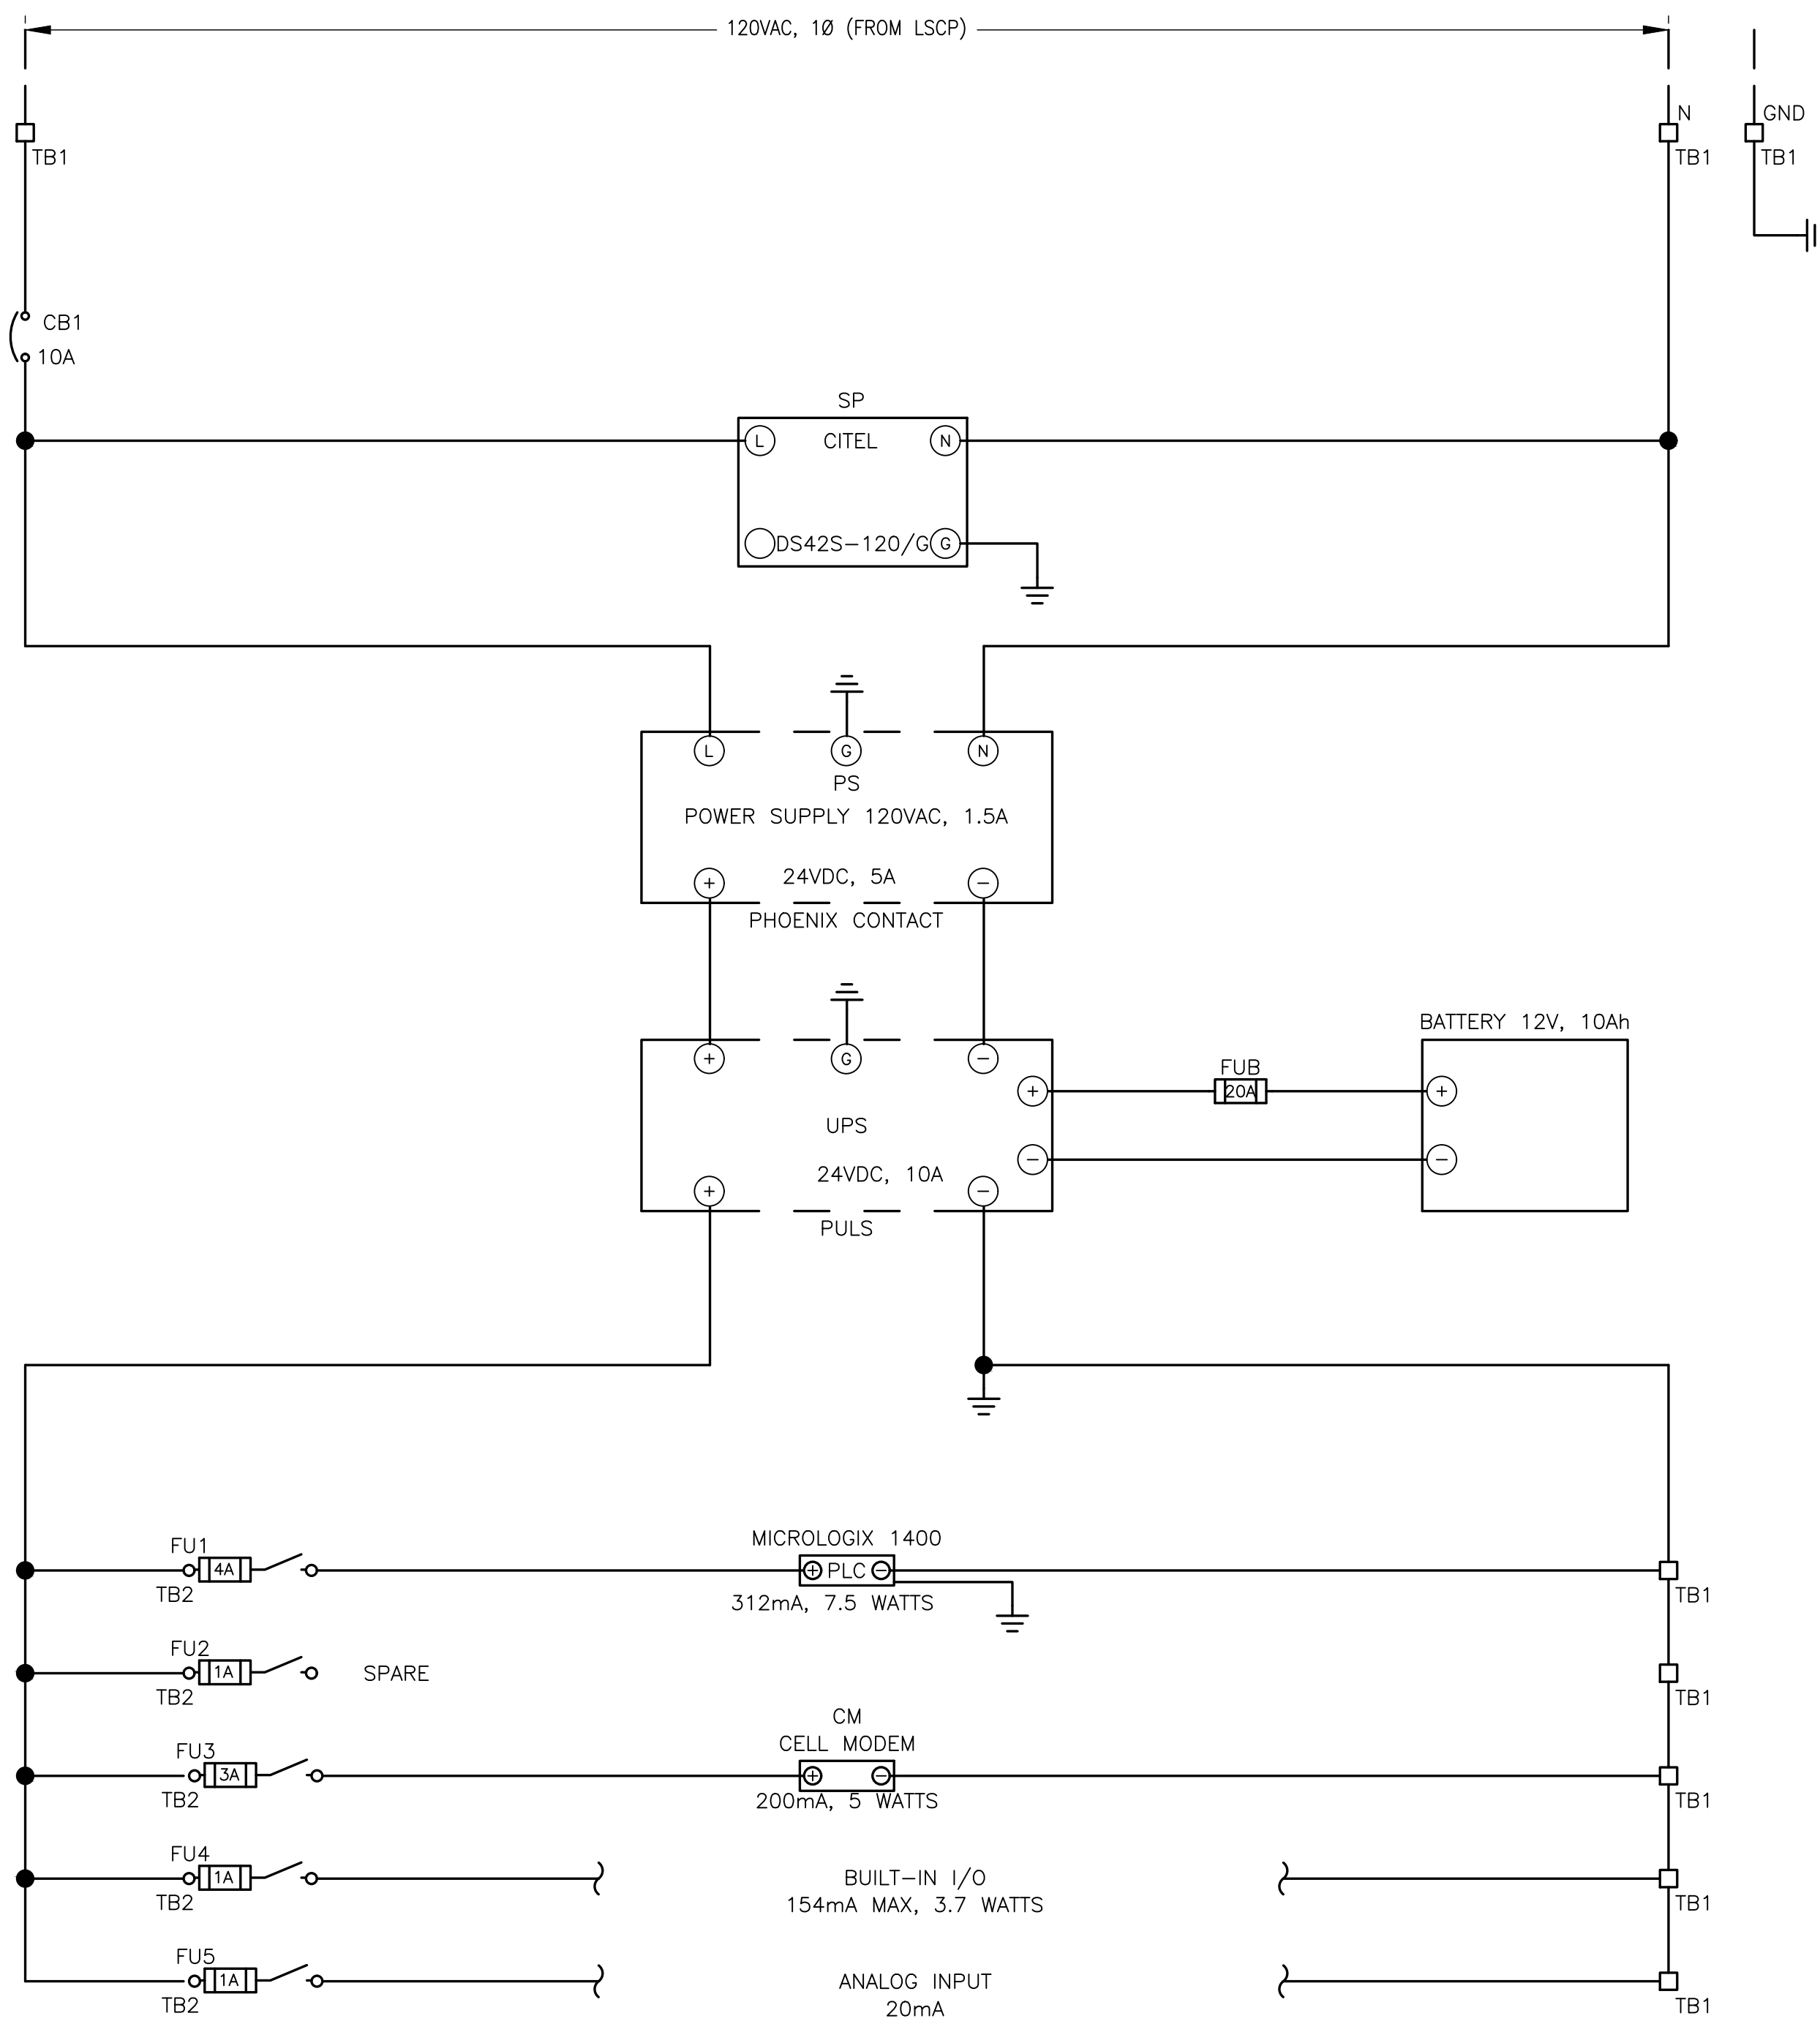 120VAC, 1Ø (FROM LSCP)
N
GND
TB1
TB1
TB1
CB1
10A
SP
L
CITEL
N
DS42S-120/G
G
L
G
N
PS
POWER SUPPLY 120VAC, 1.5A
+
24VDC, 5A
−
PHOENIX CONTACT
BATTERY 12V, 10Ah
+
G
−
FUB
+
20A
+
UPS
−
−
24VDC, 10A
+
−
PULS
MICROLOGIX 1400
FU1
4A
+
PLC
−
TB2
312mA, 7.5 WATTS
TB1
FU2
1A
SPARE
TB2
TB1
CM
CELL MODEM
FU3
3A
+
−
TB2
200mA, 5 WATTS
TB1
FU4
1A
BUILT-IN I/O
TB2
154mA MAX, 3.7 WATTS
TB1
FU5
1A
ANALOG INPUT
TB2
20mA
TB1